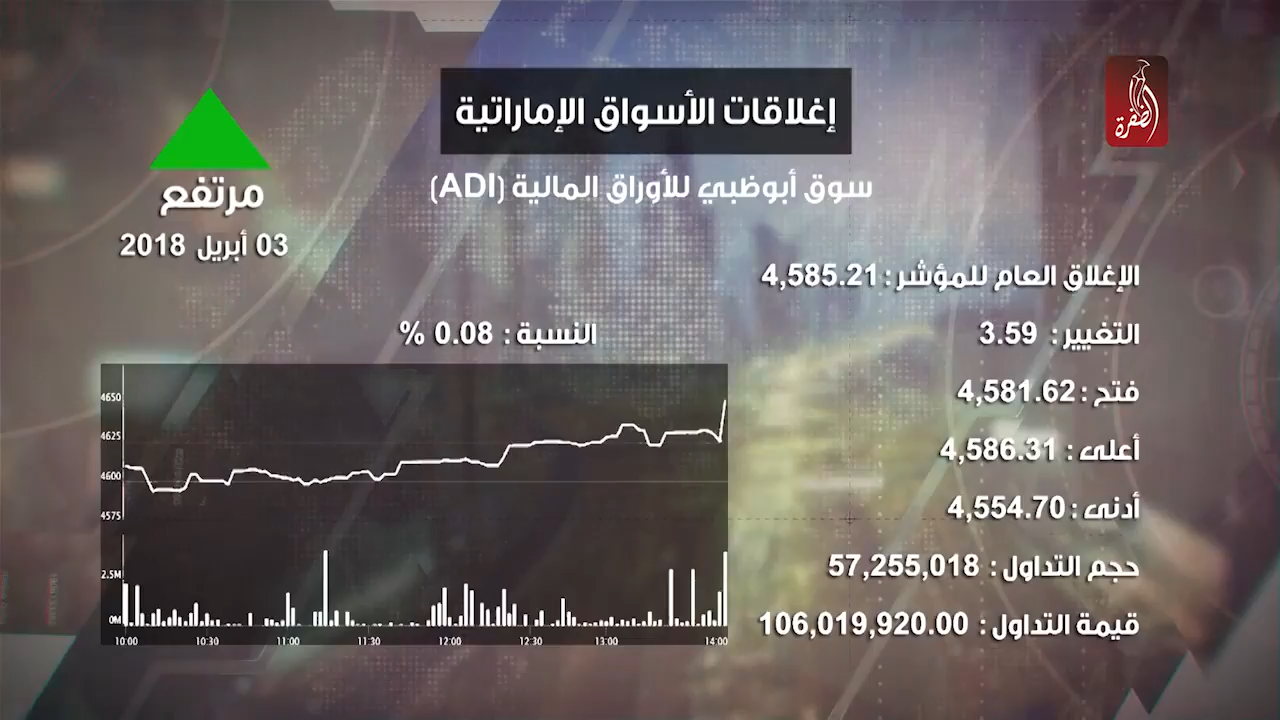 إغلاقات الأسواق الإماراتية
الظفرة
سوق أبوظبي للأوراق المالية (ADI)
مرتفع
03 أبريل 2018
الإغلاق العام للمؤشر : 4,585.21
التغيير : 3.59
النسبة : 0.08 %
فتح : 4,581.62
أعلى : 4,586.31
أدنى : 4,554.70
حجم التداول : 57,255,018
قيمة التداول : 106,019,920.00
4650
4625
4600
4575
2.5M
0M
10:00 10:30 11:00 11:30 12:00 12:30 13:00 14:00